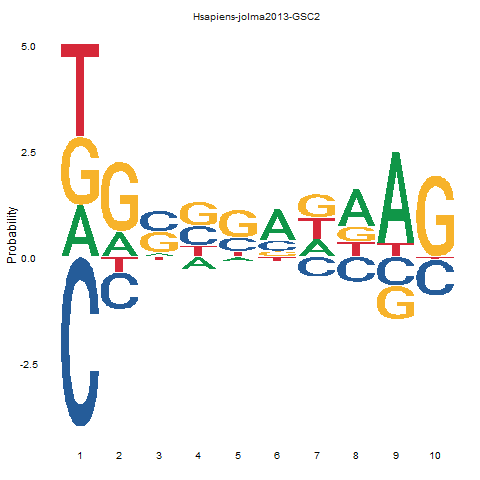 Hsapiens-jolma2013-GSC2
Probability
5.0
2.5
0.0
-2.5
T G A C
G A T C
C G A T
G C T A
G C T A
A C G T
G T A C
A G T C
A T C G
G T C
1 2 3 4 5 6 7 8 9 10